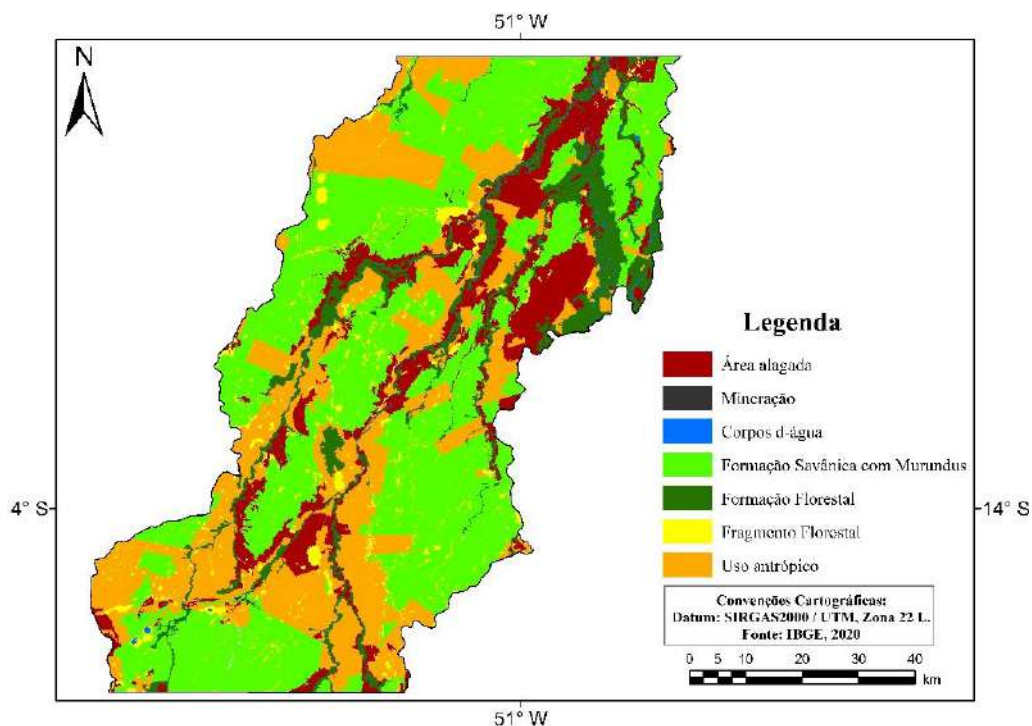 51° W
N
Legenda
Área alagada
Mineração
Corpos d-água
Formação Savânica com Murundus
Formação Florestal
Fragmento Florestal
Uso antrópico
4° S
14° S
Convenções Cartográficas:
Datum: SIRGAS2000 / UTM, Zona 22 L.
Fonte: IBGE, 2020
0 5 10 20 30 40
km
51° W